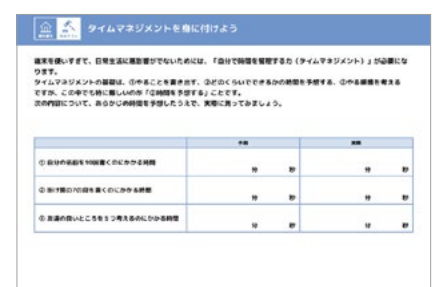 タイムマネジメントを身に付けよう
端末を使いすぎて、日常生活に悪影響がでないためには、「自分で時間を管理する力(タイムマネジメント)」が必要にな
ります。
タイムマネジメントの基礎は、①やることを書き出す、②どのくらいでできるかの時間を予想する、③やる順番を考える
ですが、この中でも特に難しいのが「②時間を予想する」ことです。
次の内容について、あらかじめ時間を予想したうえで、実際に測ってみましょう。
予想 実際
① 自分の名前を10回書くのにかかる時間 分 秒 分 秒
② 掛け算の7の段を書くのにかかる時間 分 秒 分 秒
③ 友達の良いところを5つ考えるのにかかる時間 分 秒 分 秒